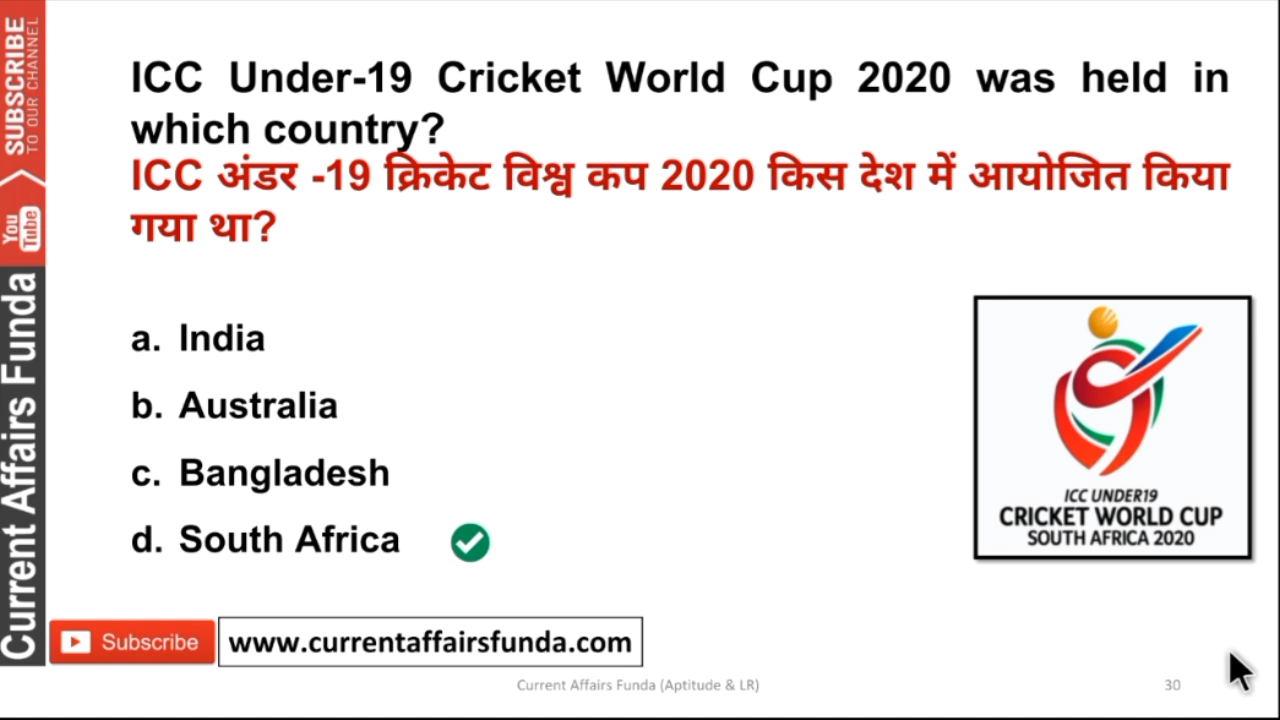 SUBSCRIBE
TO OUR CHANNEL
You
Tube
Current Affairs Funda
ICC Under-19 Cricket World Cup 2020 was held in
which country?
ICC अंडर -19 क्रिकेट विश्व कप 2020 किस देश में आयोजित किया
गया था?
a. India
b. Australia
c. Bangladesh
d. South Africa
ICC UNDER19
CRICKET WORLD CUP
SOUTH AFRICA 2020
Subscribe
www.currentaffairsfunda.com
Current Affairs Funda (Aptitude & LR)
30